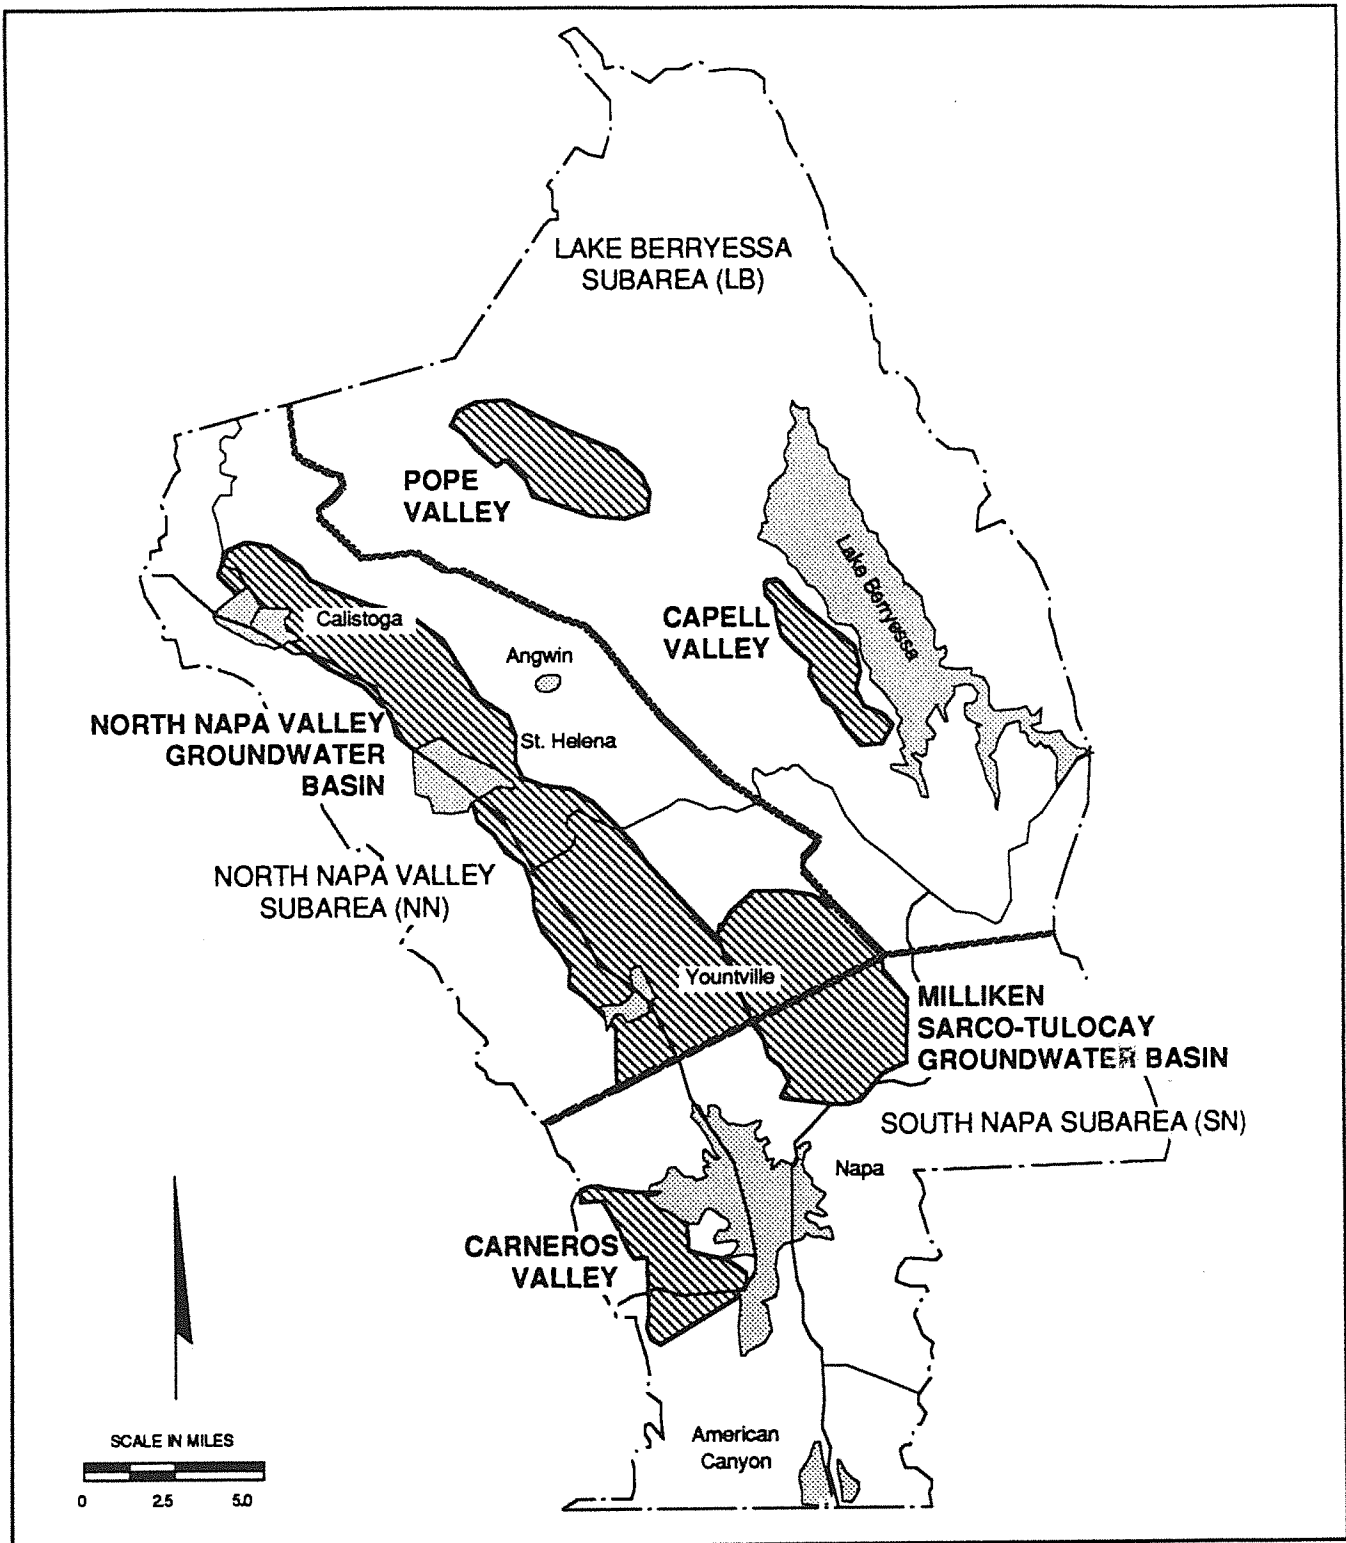 LAKE BERRYESSA
SUBAREA (LB)
POPE
VALLEY
Lake Berryessa
CAPELL
VALLEY
Calistoga
Angwin
NORTH NAPA VALLEY
GROUNDWATER
BASIN
St. Helena
NORTH NAPA VALLEY
SUBAREA (NN)
Yountville
MILLIKEN
SARCO-TULOCAY
GROUNDWATER BASIN
SOUTH NAPA SUBAREA (SN)
Napa
CARNEROS
VALLEY
American
Canyon
SCALE IN MILES
0 2.5 5.0